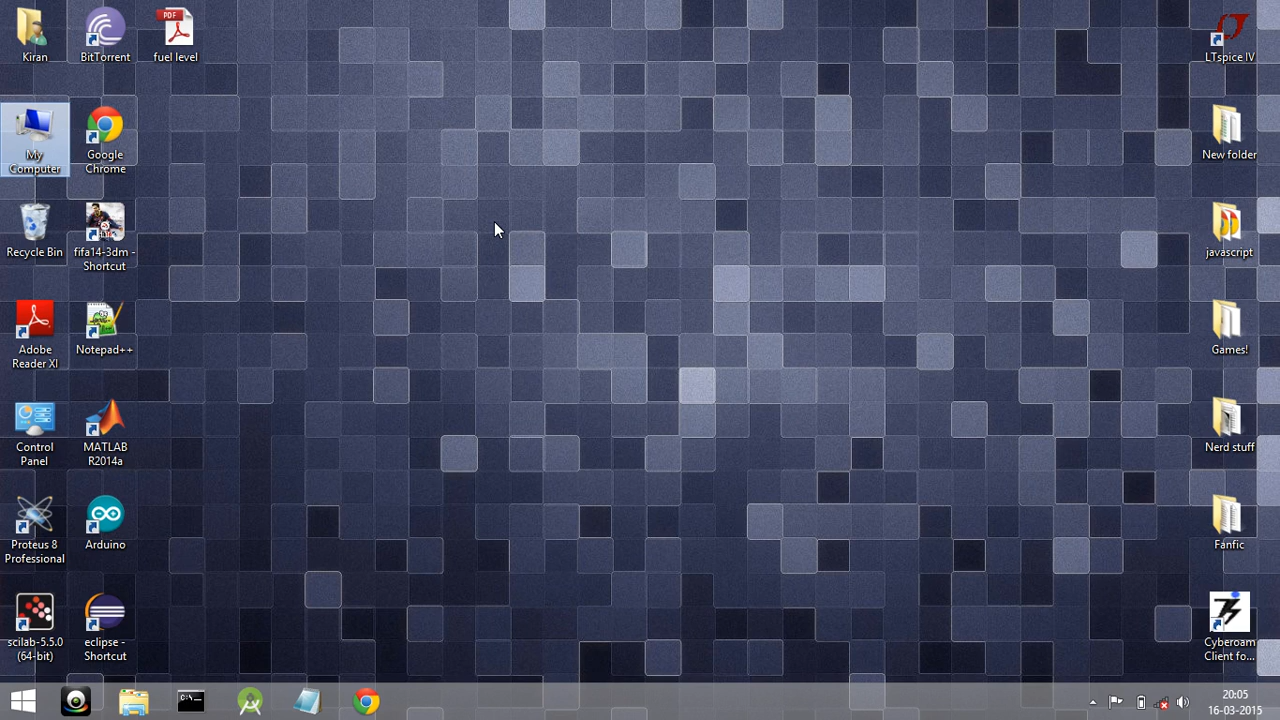 Kiran
BitTorrent
PDF
fuel level
LTspice IV
My
Computer
Google
Chrome
New folder
Recycle Bin
fifa14-3dm -
Shortcut
javascript
Adobe
Reader XI
Notepad++
Games!
Control
Panel
MATLAB
R2014a
Nerd stuff
Proteus 8
Professional
Arduino
Fanfic
scilab-5.5.0
(64-bit)
eclipse -
Shortcut
Cyberoam
Client fo...
C:\._
20:05
16-03-2015